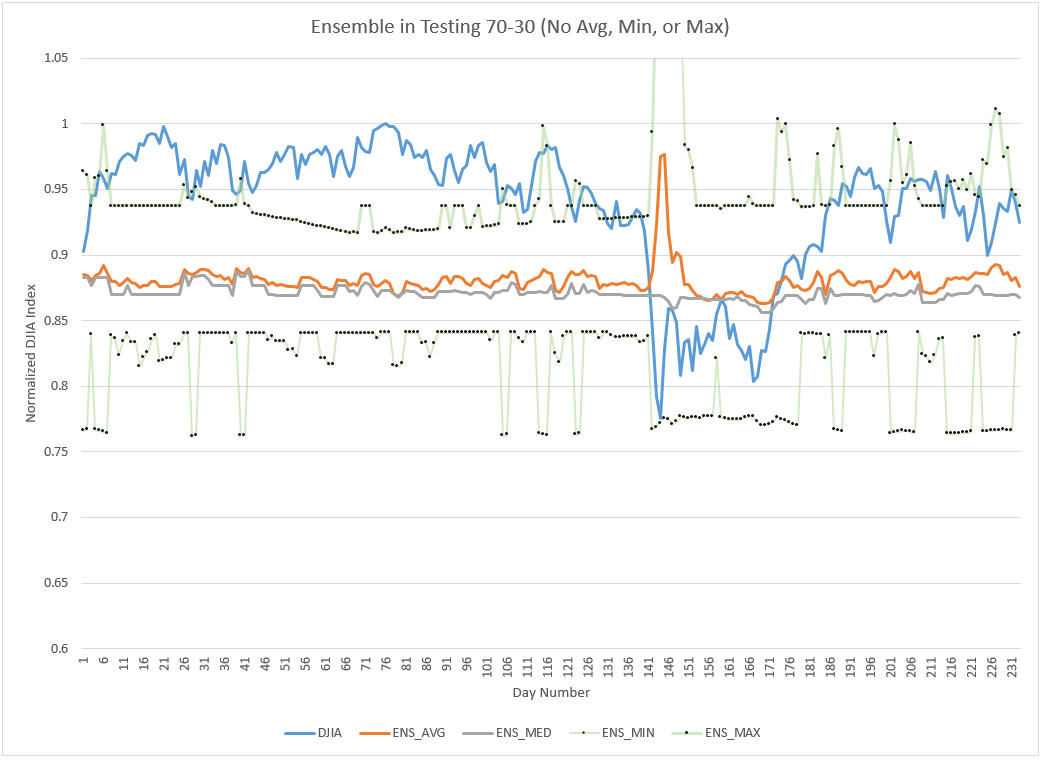 Ensemble in Testing 70-30 (No Avg, Min, or Max)
Normalized DJIA Index
1.05
1
0.95
0.9
0.85
0.8
0.75
0.7
0.65
0.6
1 6 11 16 21 26 31 36 41 46 51 56 61 66 71 76 81 86 91 96 101 106 111 116 121 126 131 136 141 146 151 156 161 166 171 176 181 186 191 196 201 206 211 216 221 226 231
Day Number
DJIA ENS_AVG ENS_MED ENS_MIN ENS_MAX